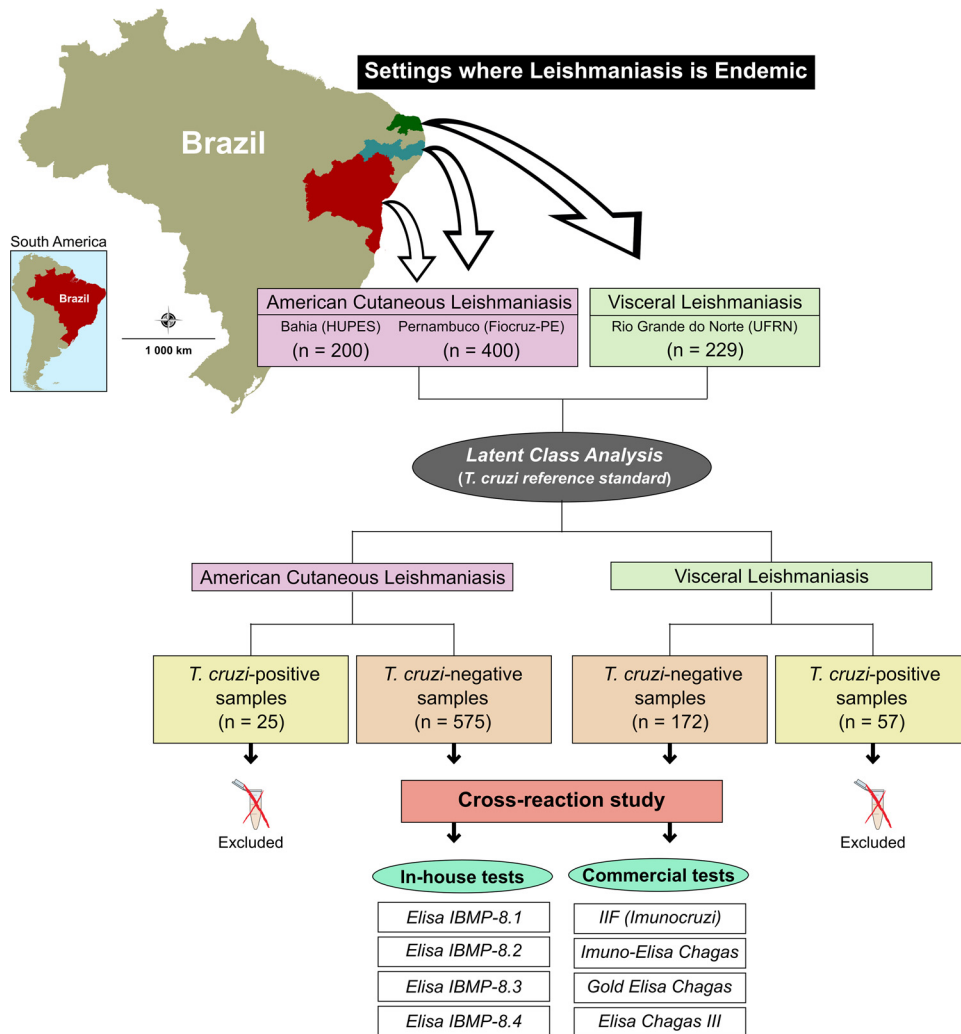 Settings where Leishmaniasis is Endemic
Brazil
South America
Brazil
1 000 km
American Cutaneous Leishmaniasis
Bahia (HUPES)
(n = 200)
Pernambuco (Fiocruz-PE)
(n = 400)
Visceral Leishmaniasis
Rio Grande do Norte (UFRN)
(n = 229)
Latent Class Analysis
(T. cruzi reference standard)
American Cutaneous Leishmaniasis
Visceral Leishmaniasis
T. cruzi-positive
samples
(n = 25)
T. cruzi-negative
samples
(n = 575)
T. cruzi-negative
samples
(n = 172)
T. cruzi-positive
samples
(n = 57)
Excluded
Cross-reaction study
Excluded
In-house tests
Elisa IBMP-8.1
Elisa IBMP-8.2
Elisa IBMP-8.3
Elisa IBMP-8.4
Commercial tests
IIF (Imunocruzi)
Imuno-Elisa Chagas
Gold Elisa Chagas
Elisa Chagas III